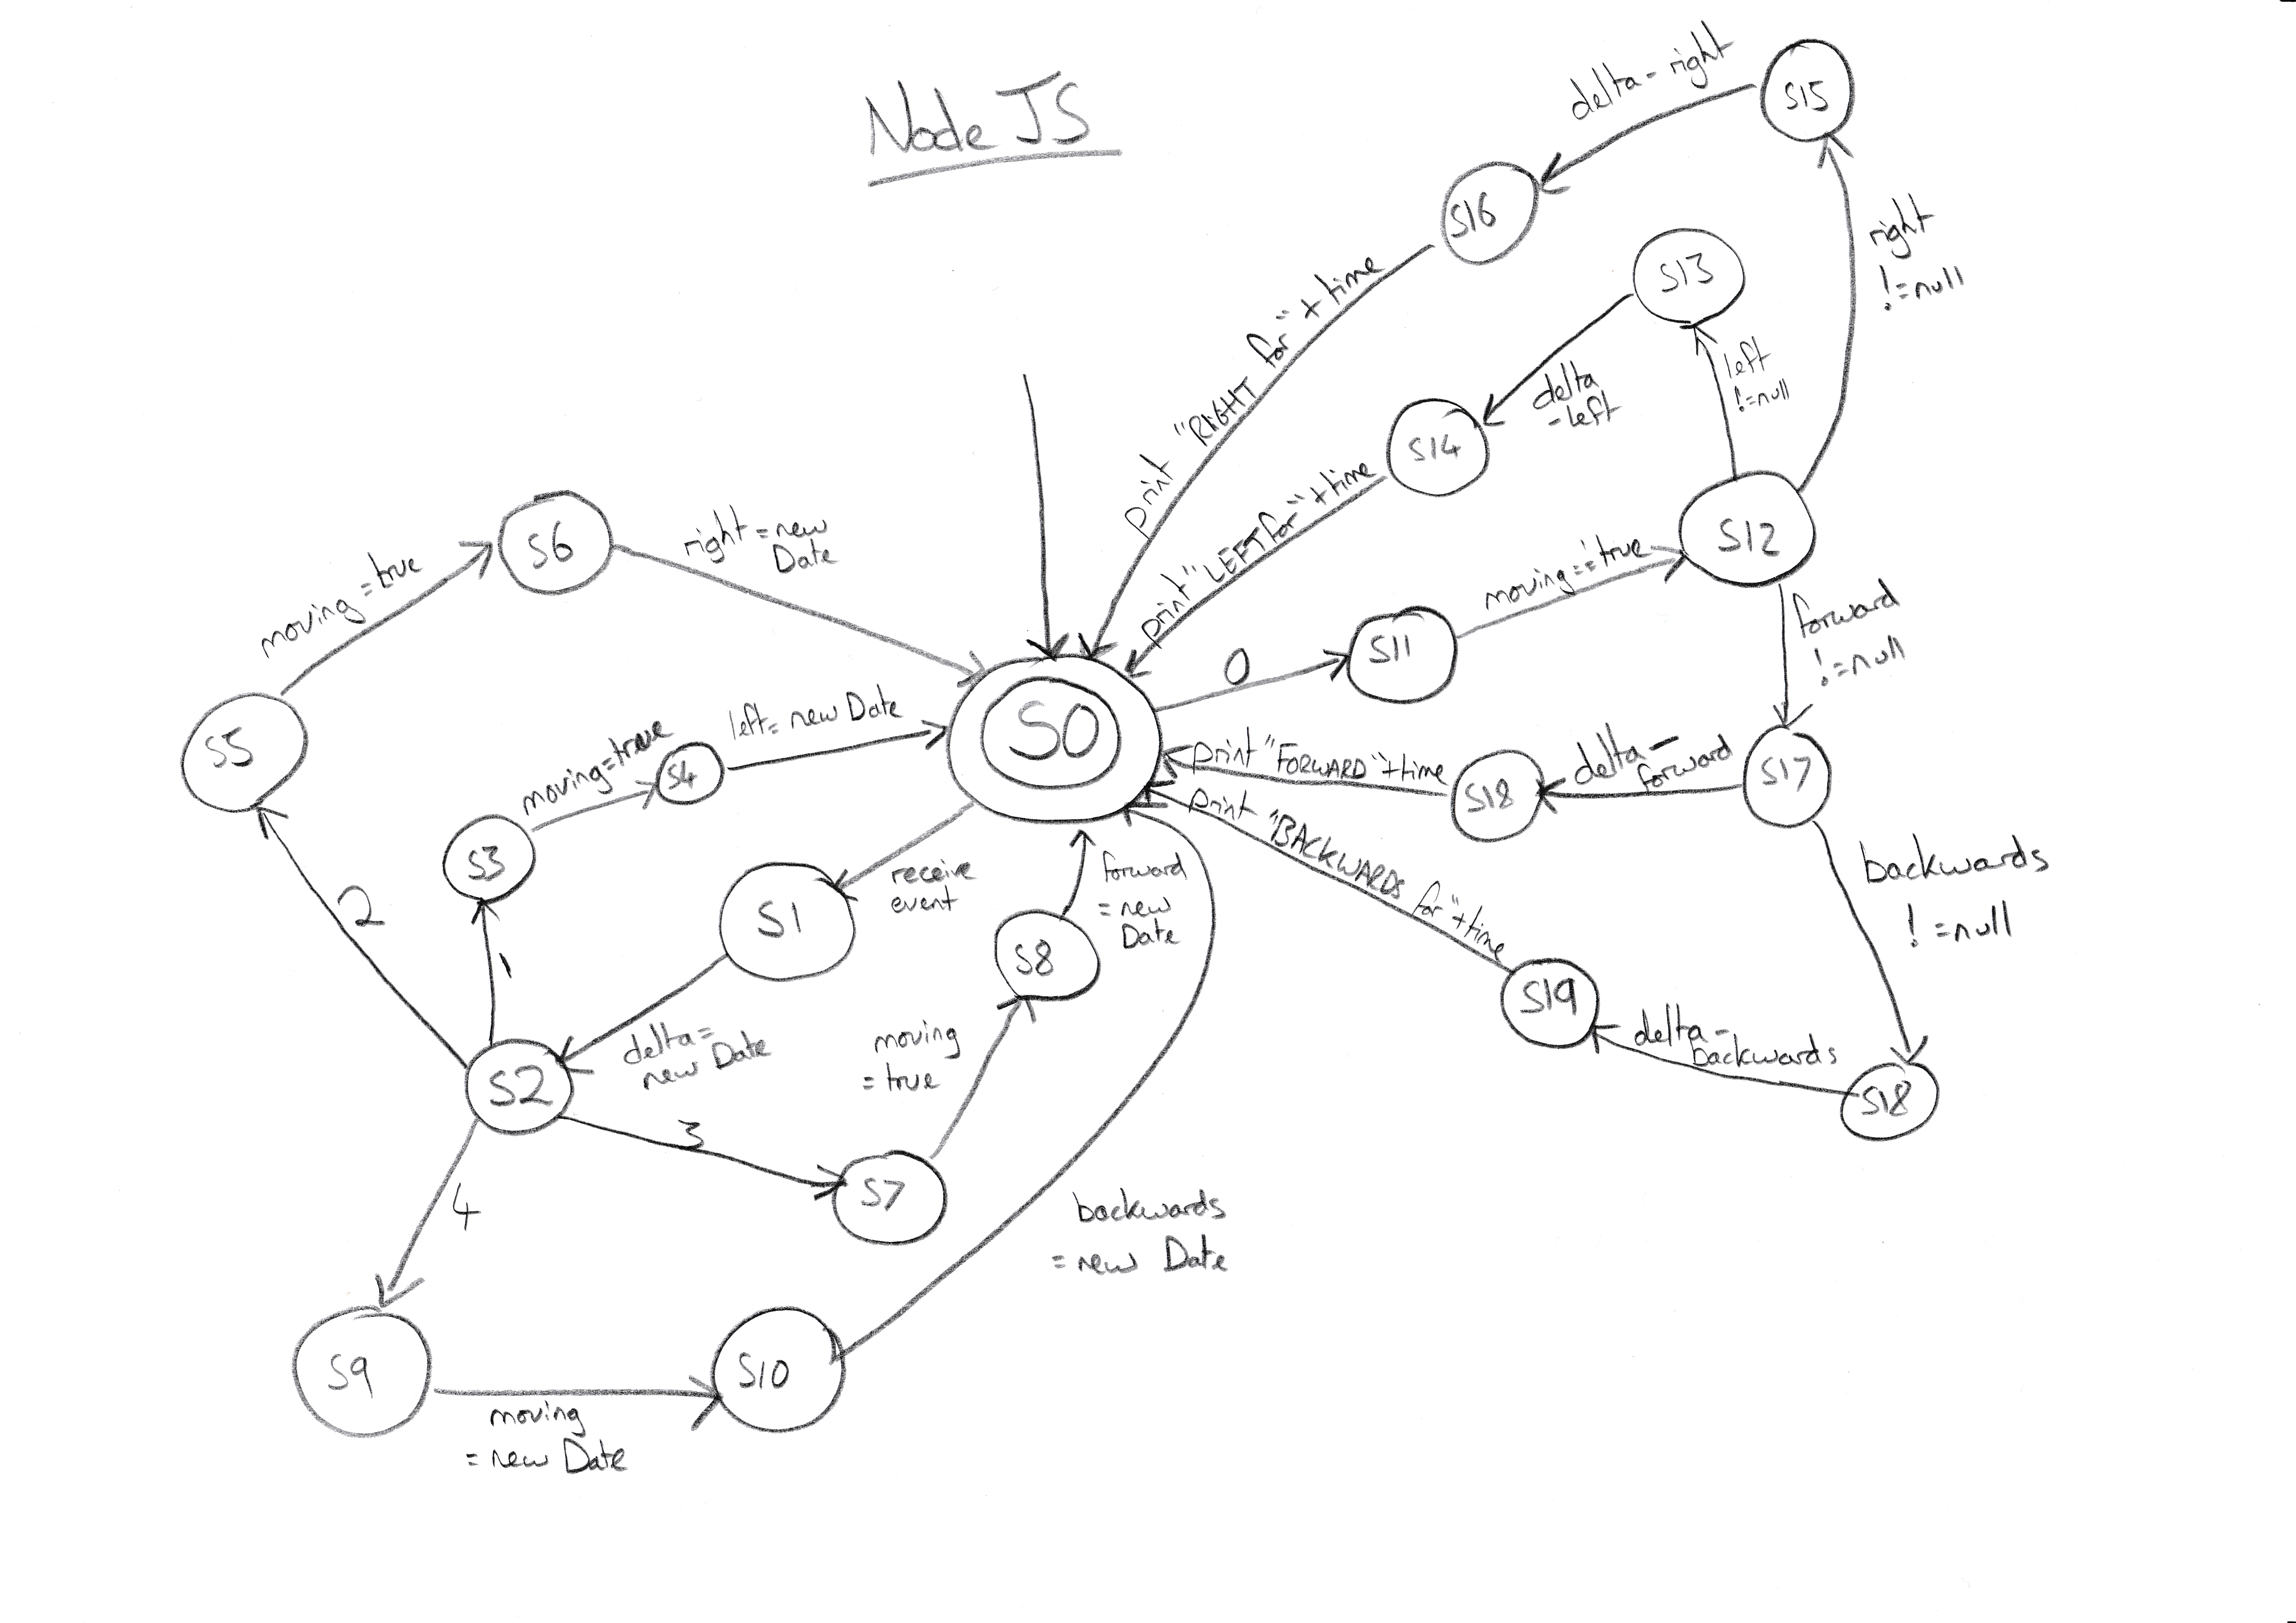 Node JS
delta - right
S15
S16
right
!=null
S13
print "RIGHT for" + time
left
!=null
delta
=left
S14
print "LEFT for" + time
S12
S6
right = new
Date
moving =true
moving == true
S11
0
forward
!=null
S5
S0
left= new Date
moving=true
S4
print "FORWARD" + time
delta -
forward
S17
S18
print "BACKWARDS for" + time
S3
backwards
!=null
receive
event
forward
= new
Date
2
S1
1
S8
S19
delta -
backwards
delta =
new Date
moving
= true
S2
S18
3
S7
4
backwards
= new Date
S9
S10
moving
= new Date